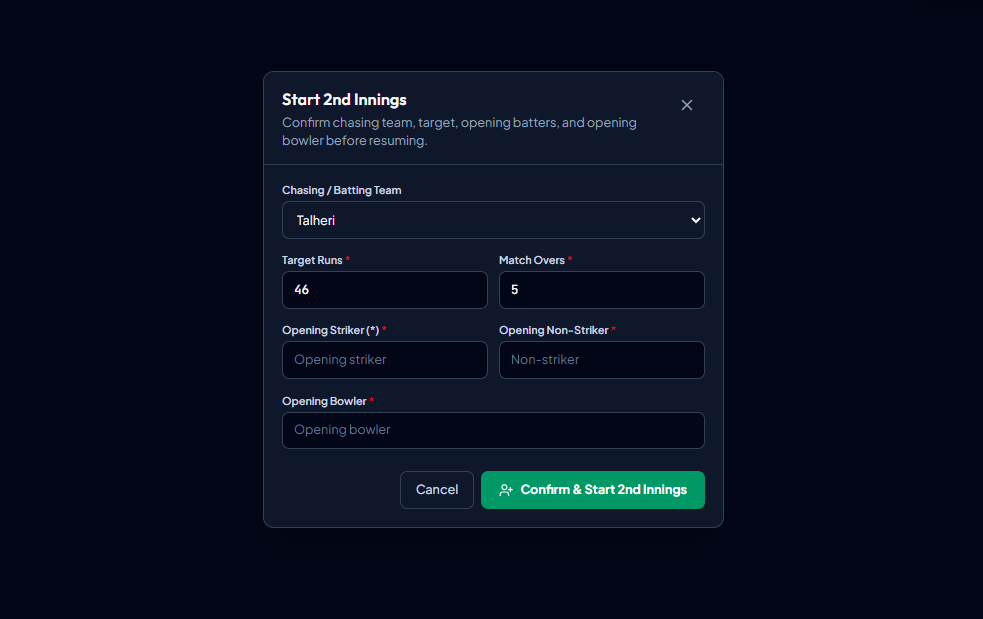 Start 2nd Innings
Confirm chasing team, target, opening batters, and opening
bowler before resuming.
Chasing / Batting Team
Talheri
Target Runs *
Match Overs *
46
5
Opening Striker (*) *
Opening Non-Striker *
Opening striker
Non-striker
Opening Bowler *
Opening bowler
Cancel
Confirm & Start 2nd Innings